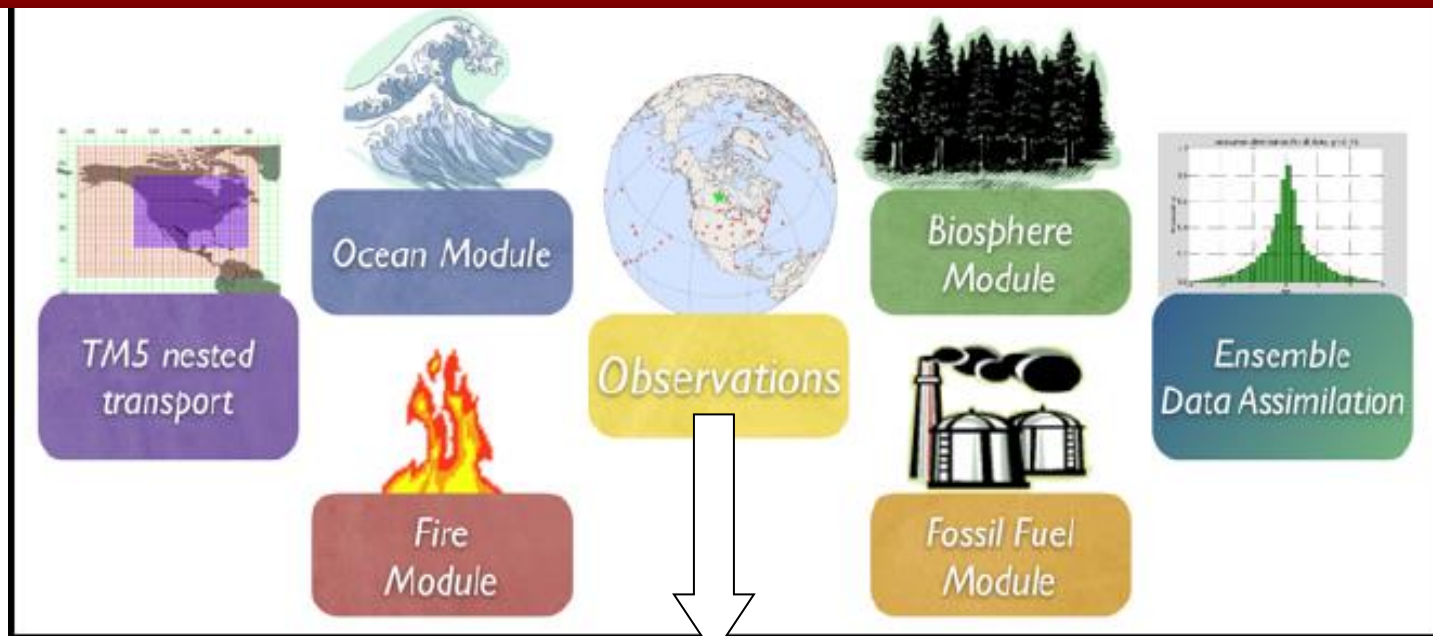 Ocean Module
Biosphere
Module
TM5 nested
transport
Observations
Ensemble
Data Assimilation
Fire
Module
Fossil Fuel
Module